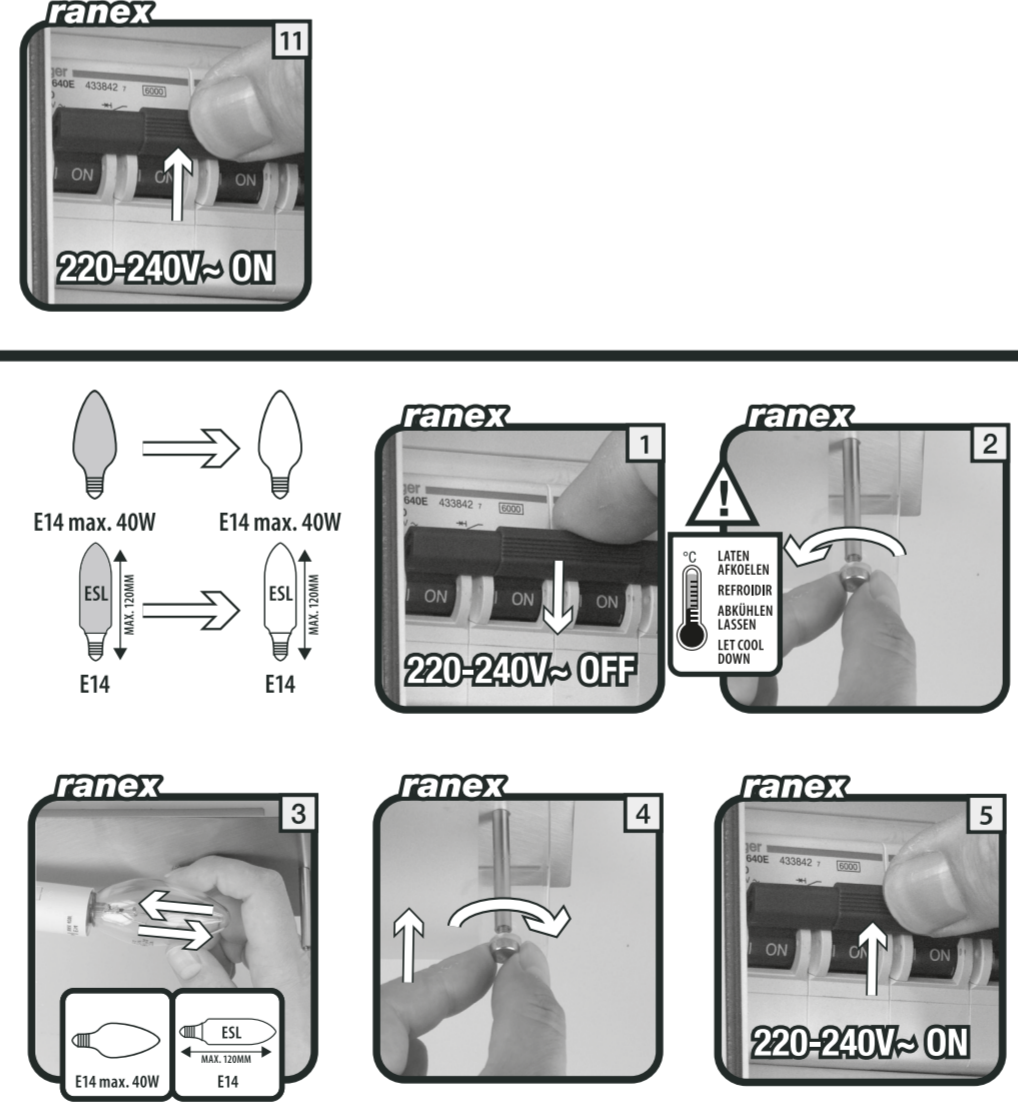 ranex
11
ger
640E 433842 7 6000
ON
ON
ON
220-240V~ ON
E14 max. 40W
E14 max. 40W
ESL
MAX. 120MM
E14
ESL
MAX. 120MM
E14
ranex
1
ger
640E 433842 7 6000
ON
ON
ON
220-240V~ OFF
ranex
2
!
°C
LATEN
AFKOELEN
REFROIDIR
ABKÜHLEN
LASSEN
LET COOL
DOWN
ranex
3
E14 max. 40W
ESL
MAX. 120MM
E14
ranex
4
ranex
5
ger
640E 433842 7 6000
ON
ON
ON
220-240V~ ON